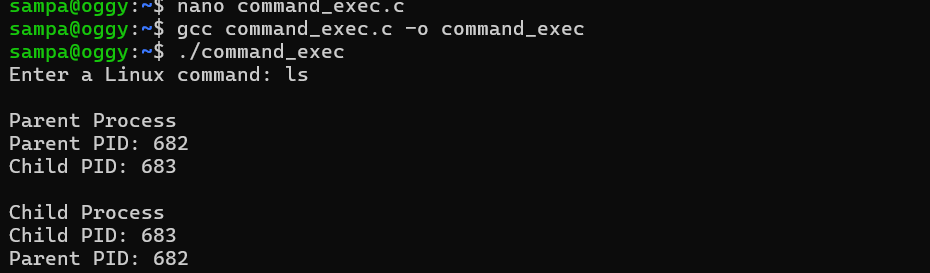 sampa@oggy:~$ nano command_exec.c
sampa@oggy:~$ gcc command_exec.c -o command_exec
sampa@oggy:~$ ./command_exec
Enter a Linux command: ls
Parent Process
Parent PID: 682
Child PID: 683
Child Process
Child PID: 683
Parent PID: 682